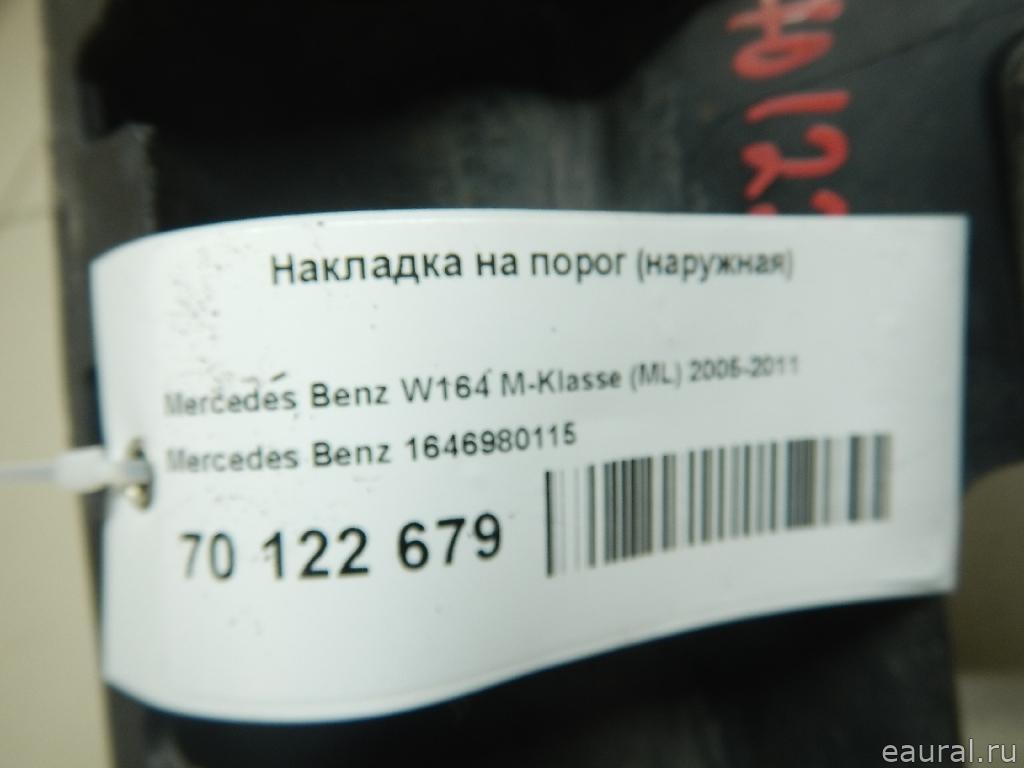 70122
Накладка на порог (наружная)
Mercedes Benz W164 M-Klasse (ML) 2005-2011
Mercedes Benz 1646980115
70 122 679
eaural.ru